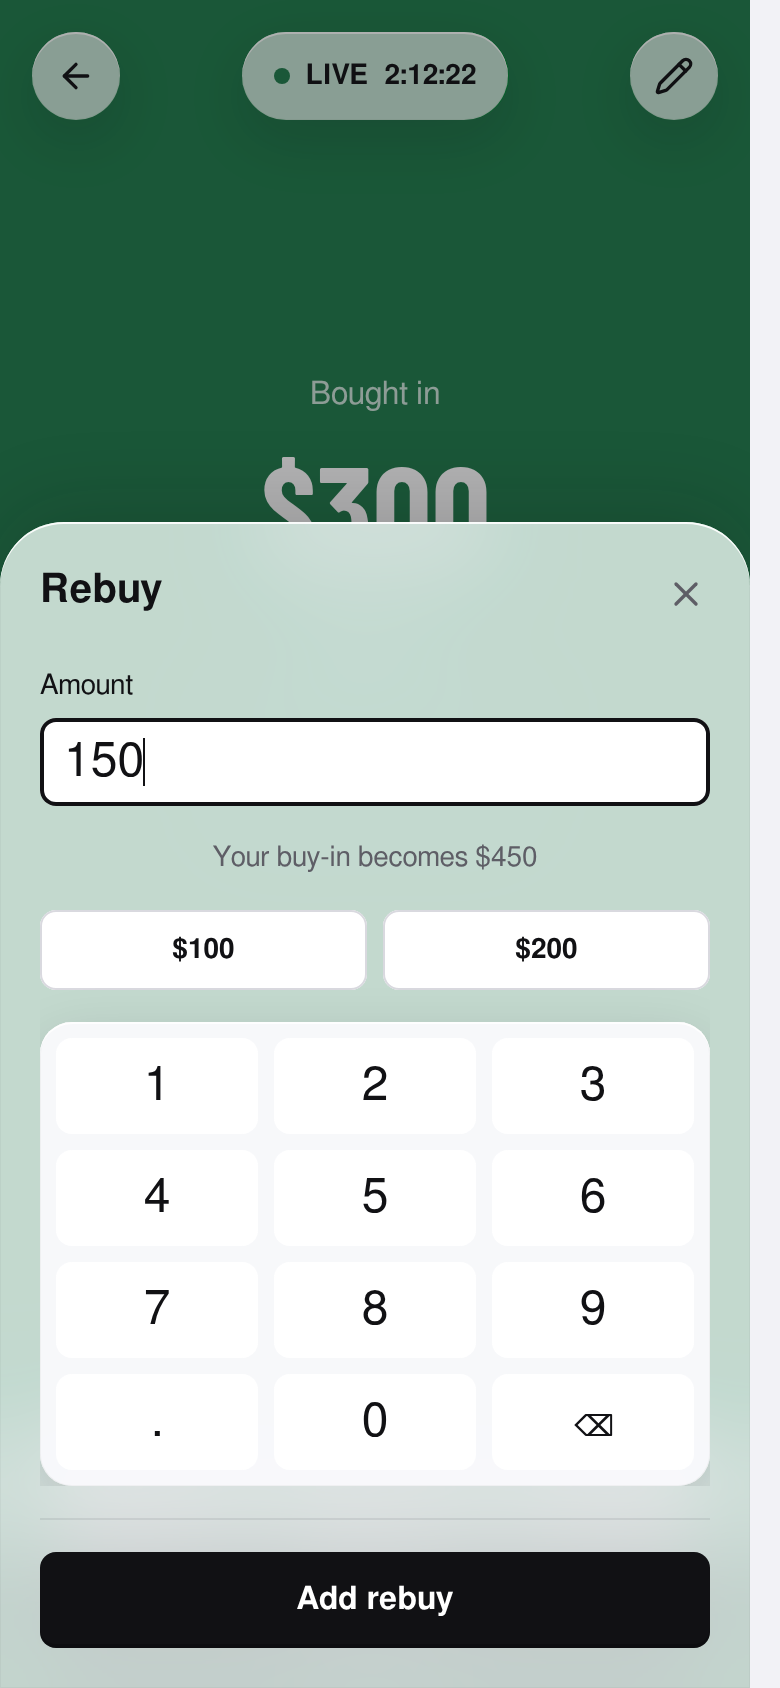 LIVE 2:12:22
Bought in
$300
Rebuy
Amount
150
Your buy-in becomes $450
$100 $200
1 2 3
4 5 6
7 8 9
. 0 ⌫
Add rebuy